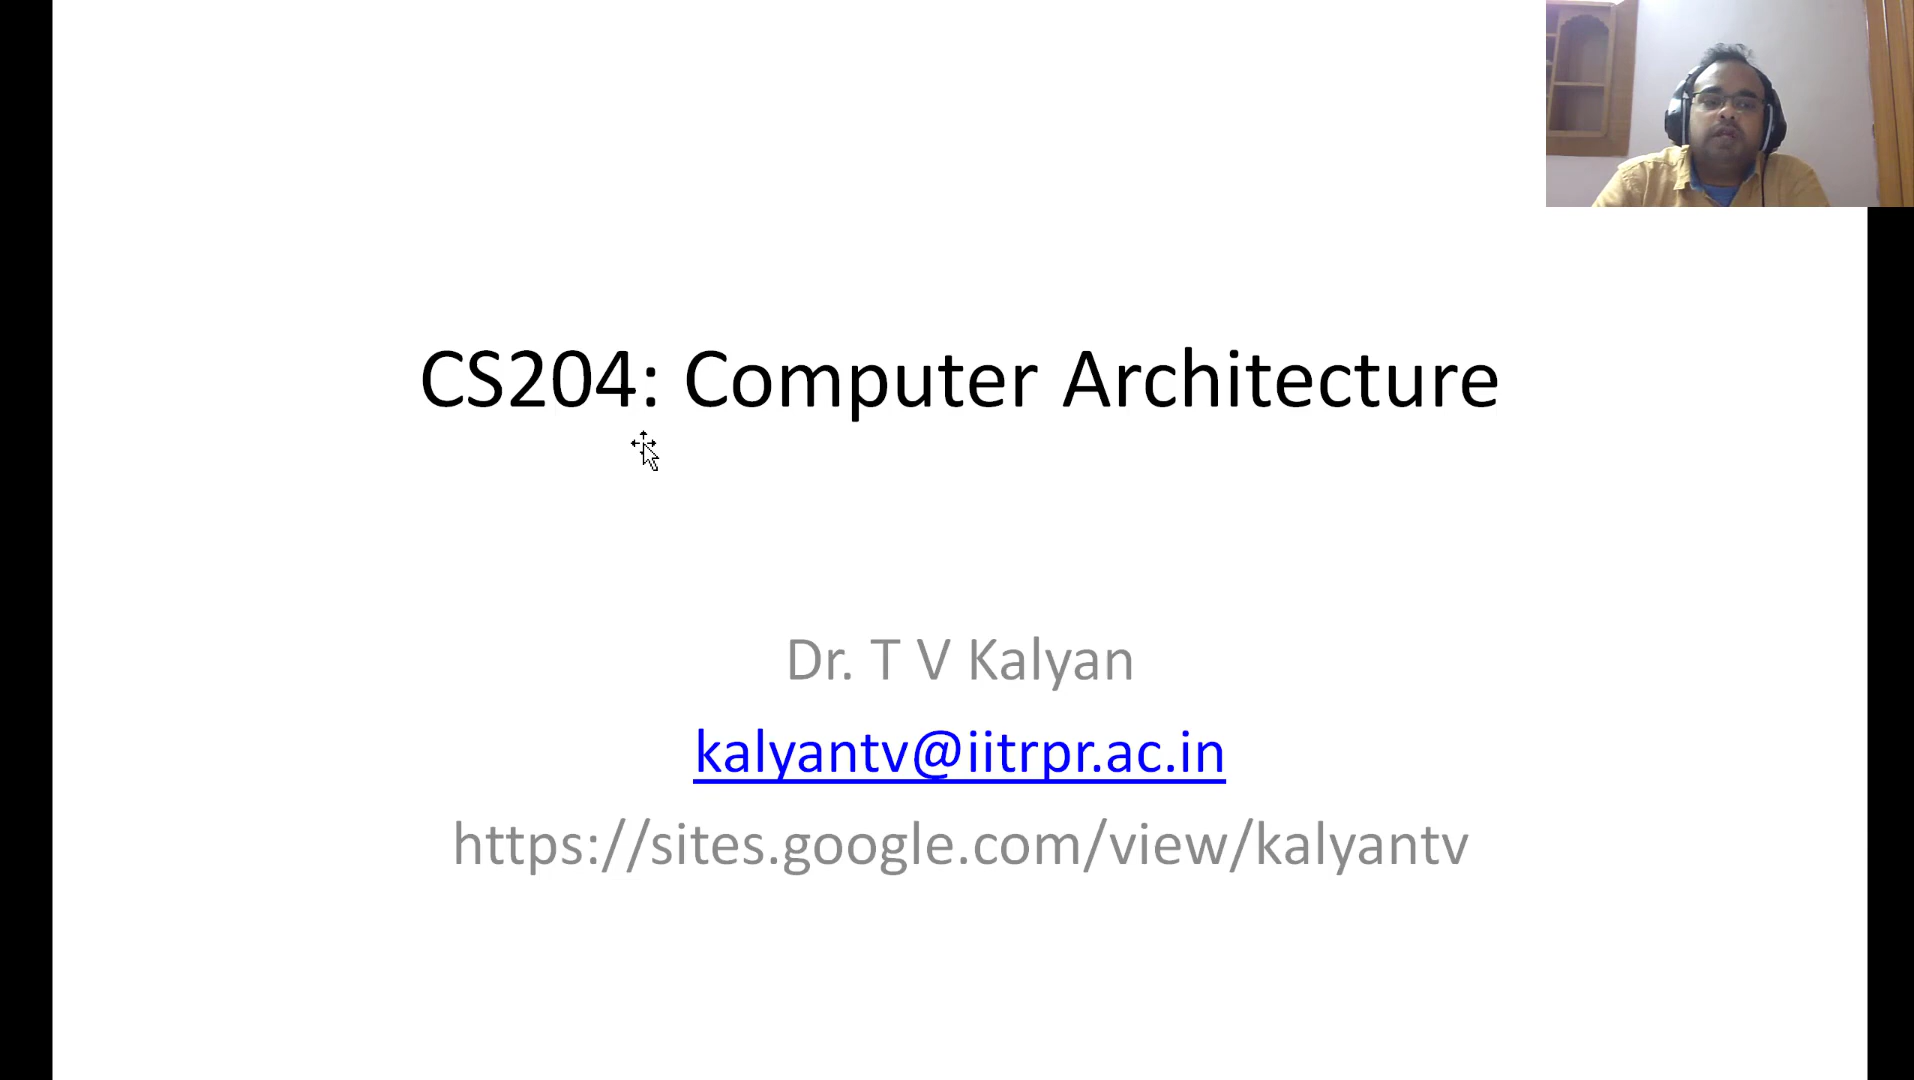 CS204: Computer Architecture
Dr. T V Kalyan
kalyantv@iitrpr.ac.in
https://sites.google.com/view/kalyantv